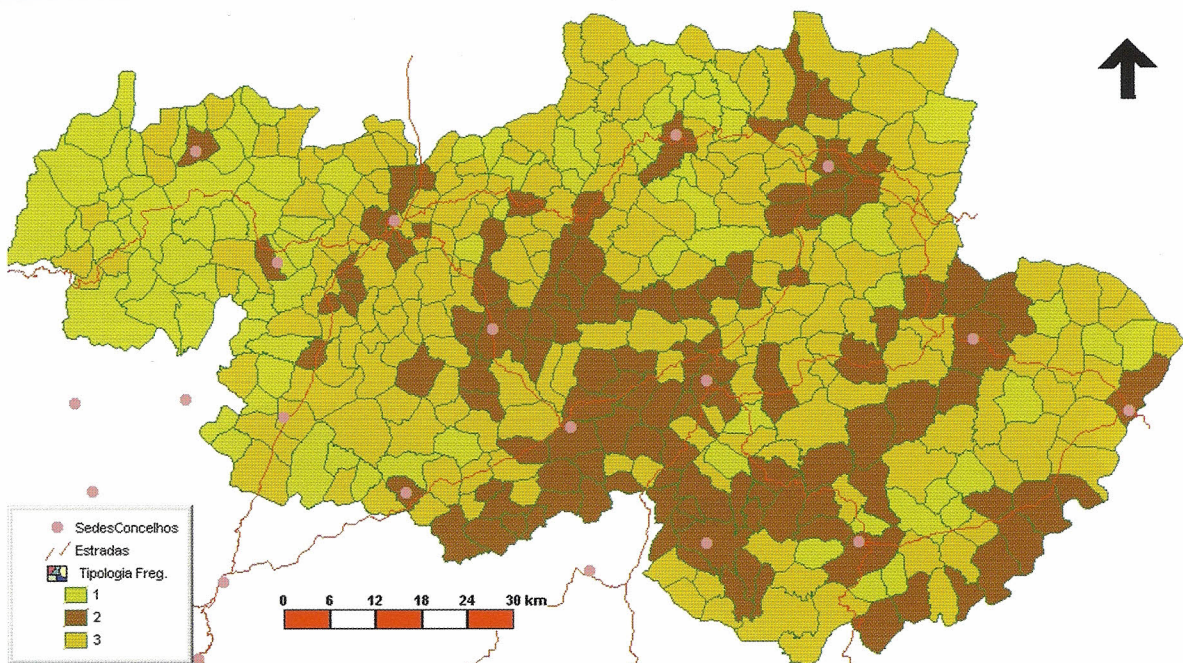 SedesConcelhos
Estradas
Tipologia Freg.
1
2
3
0 6 12 18 24 30 km